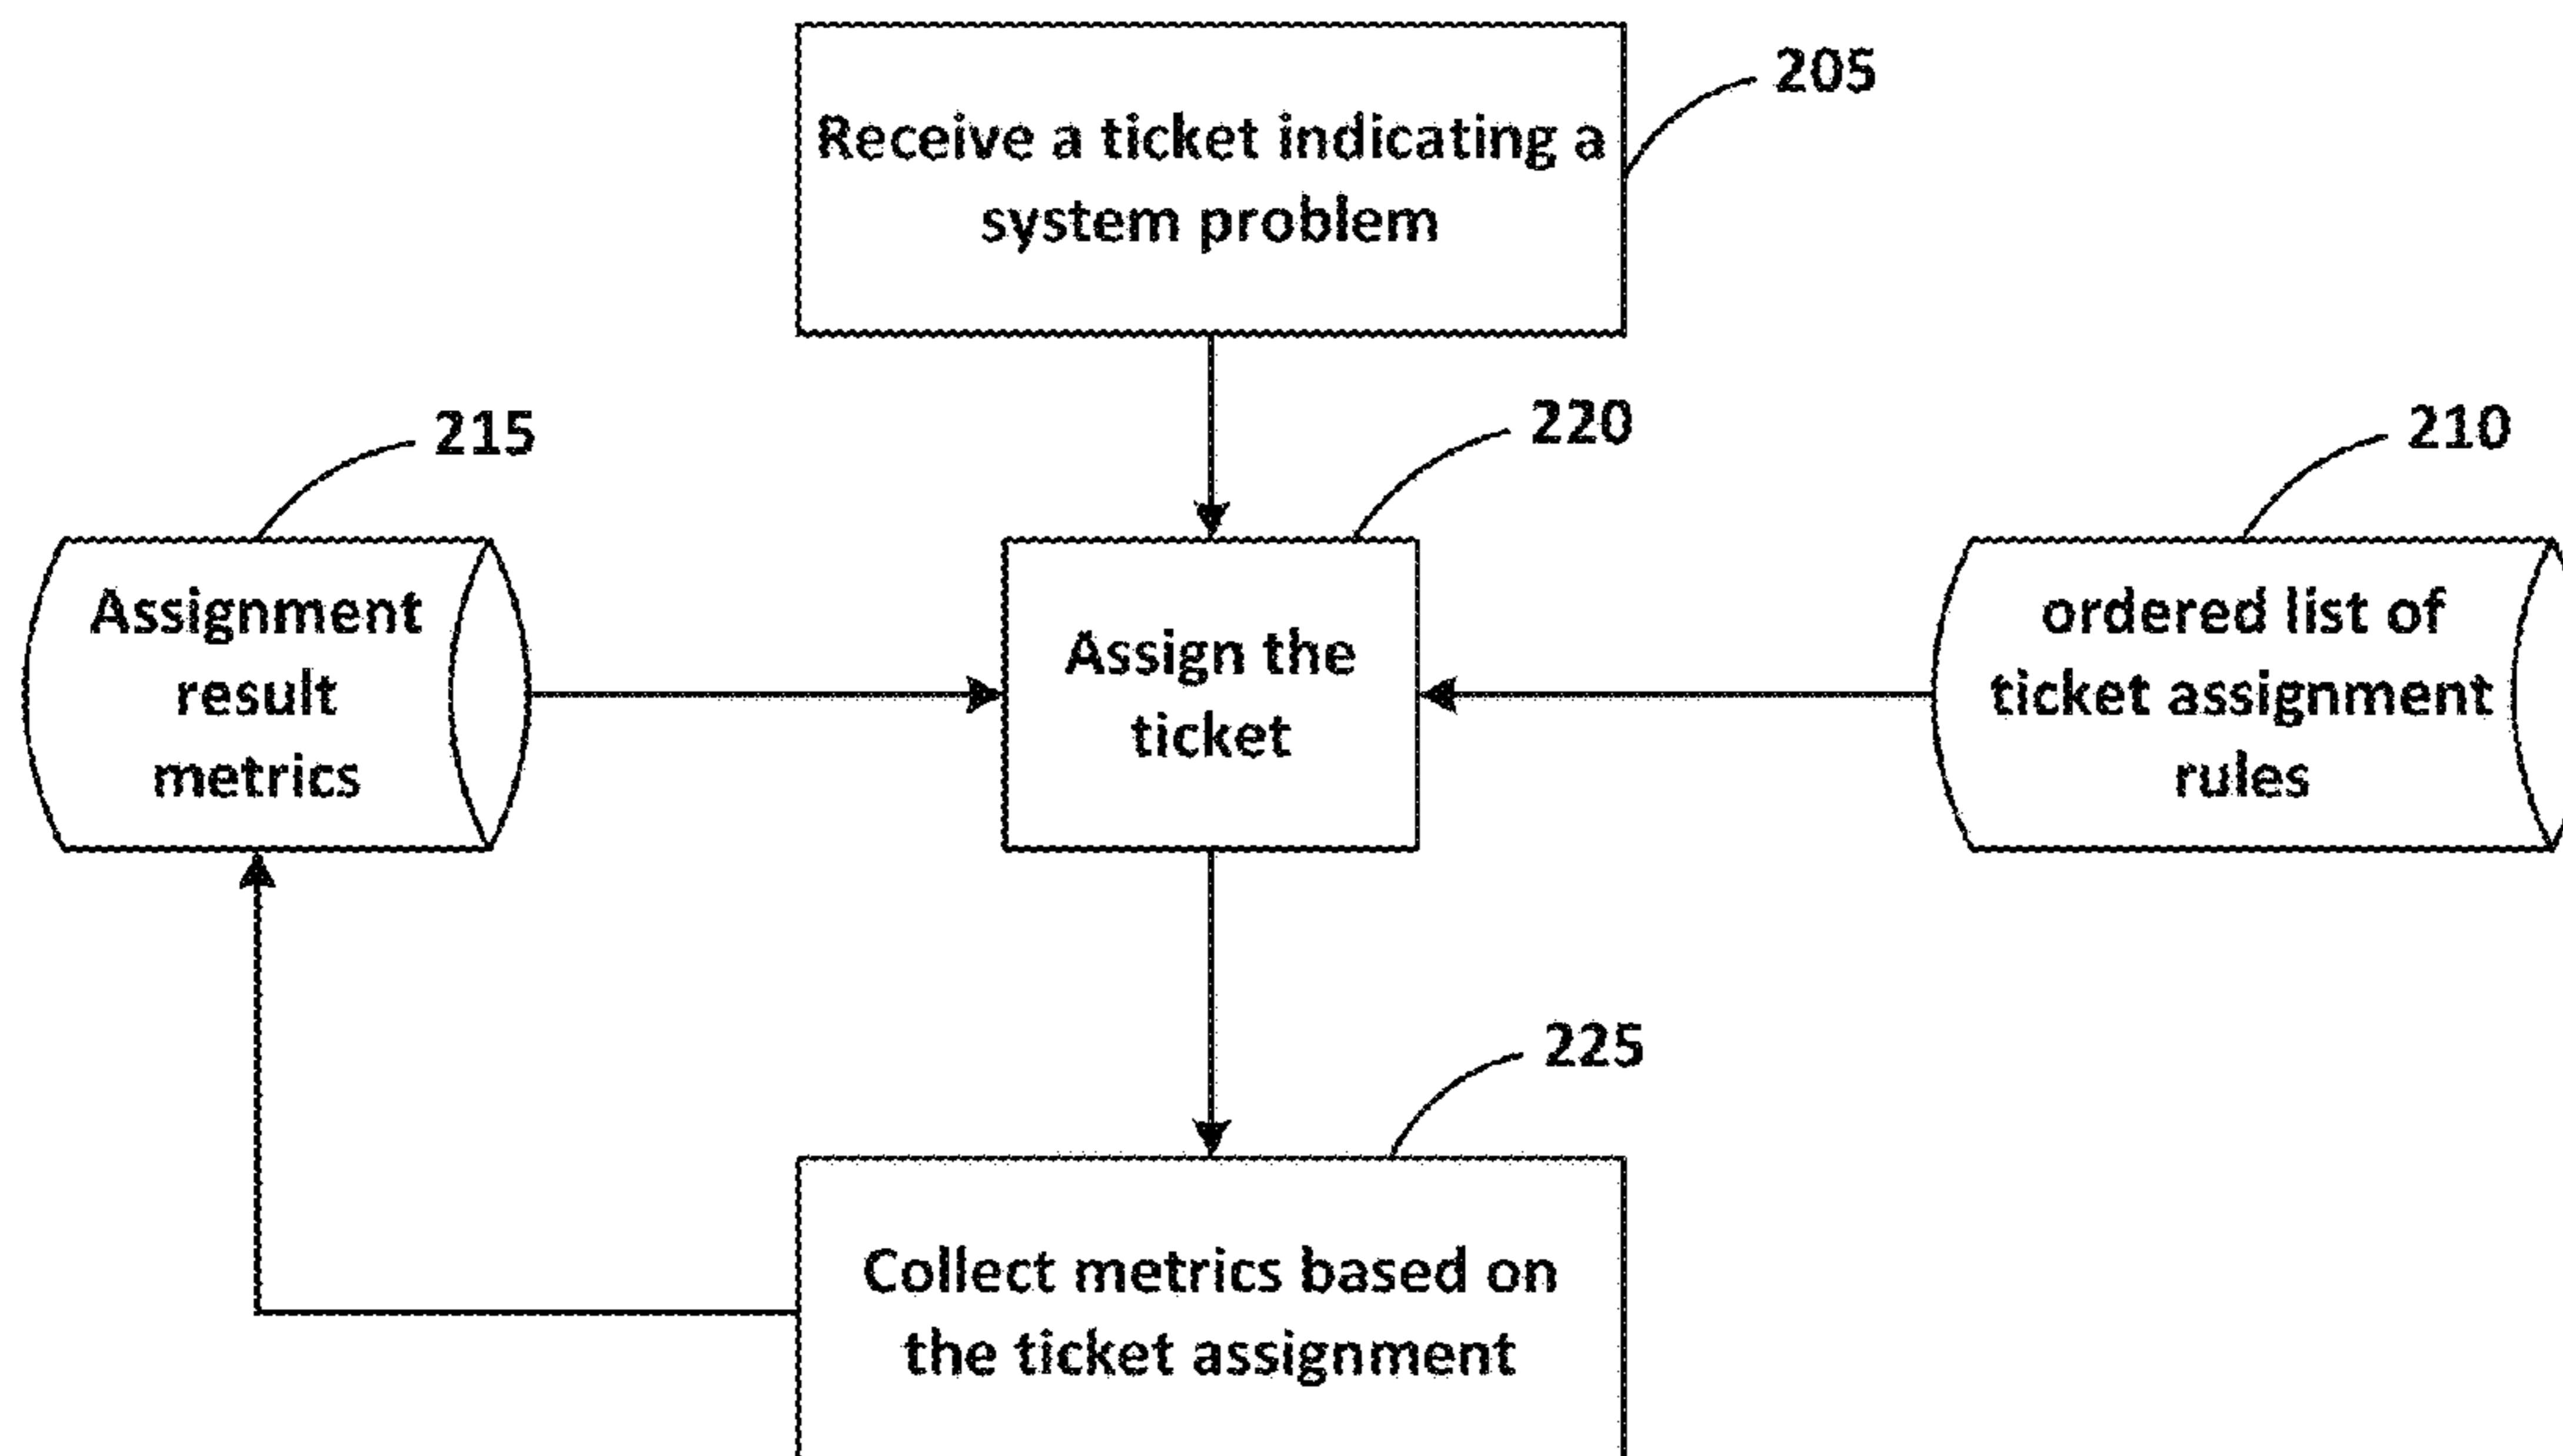 205
Receive a ticket indicating a
system problem
215
220
210
Assignment
result
metrics
Assign the
ticket
ordered list of
ticket assignment
rules
225
Collect metrics based on
the ticket assignment